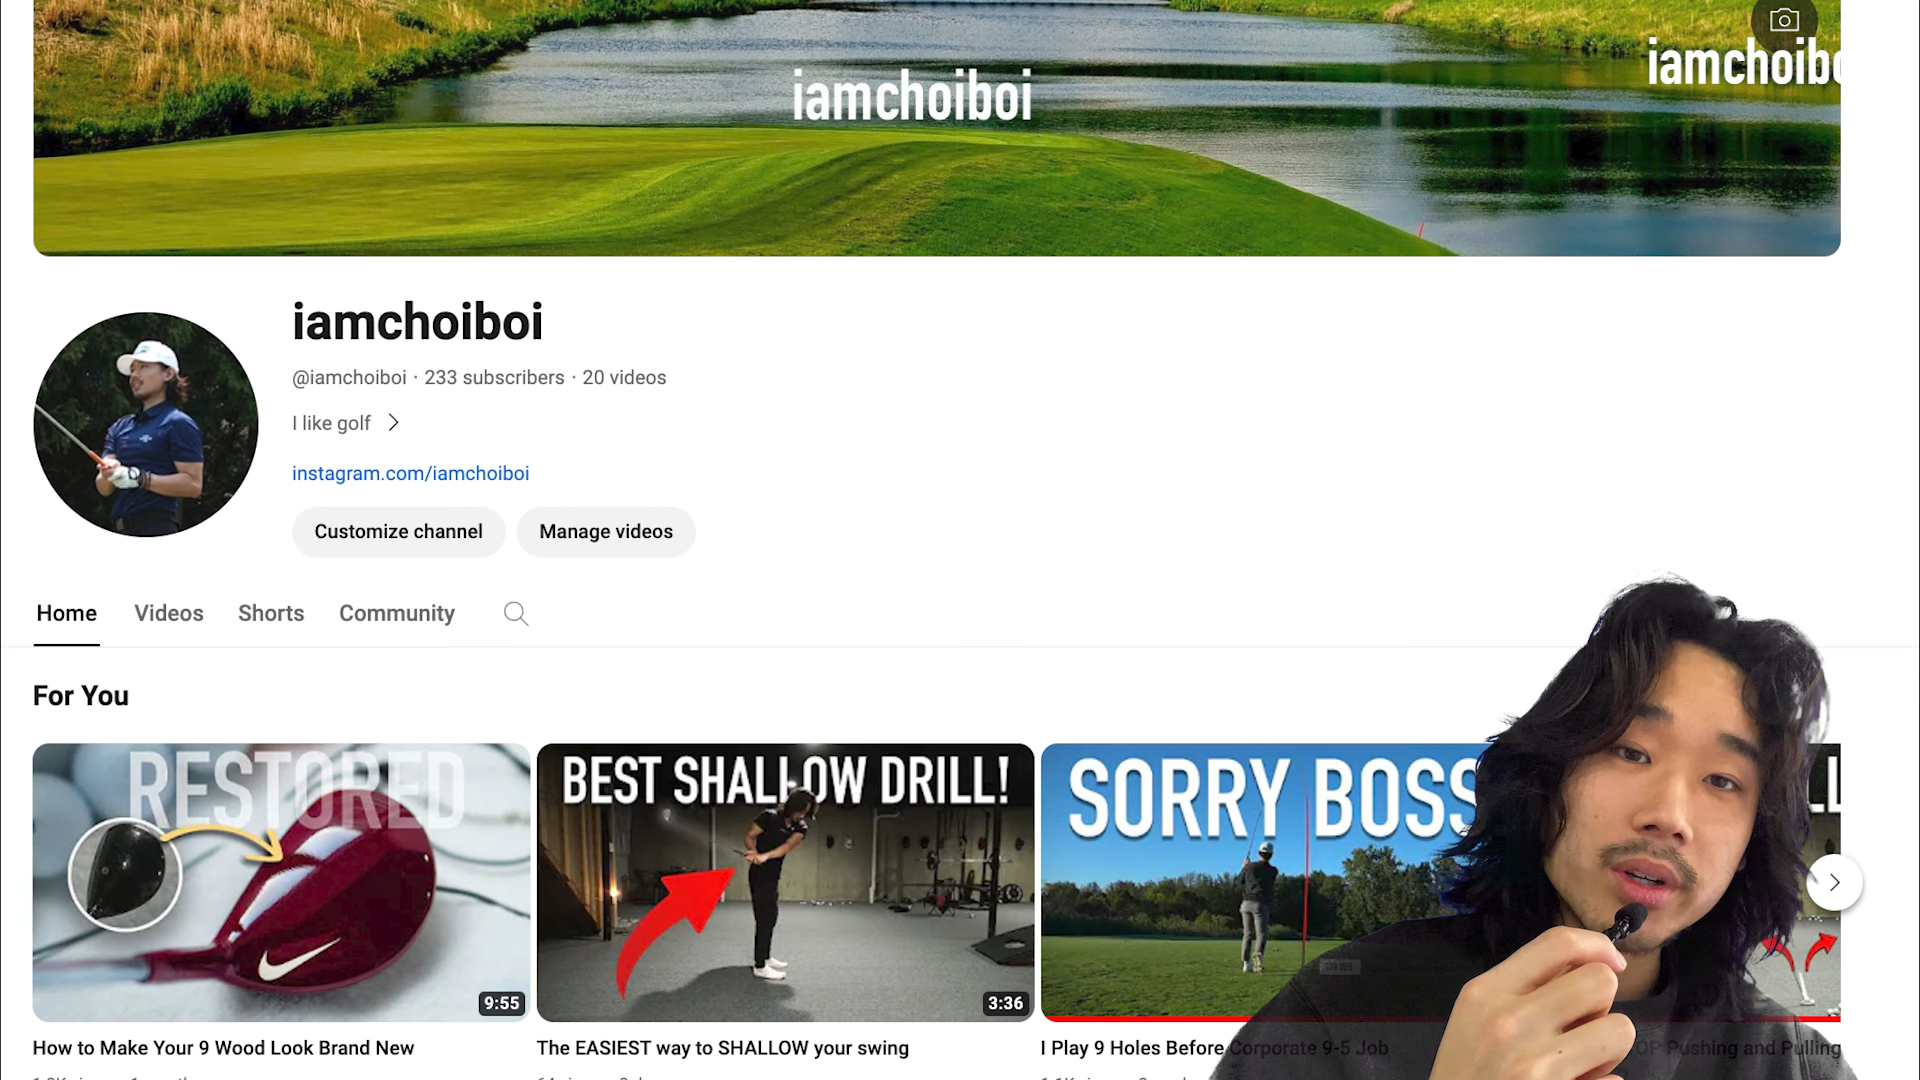 iamchoiboi
iamchoibo
iamchoiboi
@iamchoiboi · 233 subscribers · 20 videos
I like golf
instagram.com/iamchoiboi
Customize channel
Manage videos
Home
Videos
Shorts
Community
For You
RESTORED
9:55
BEST SHALLOW DRILL!
3:36
SORRY BOSS
How to Make Your 9 Wood Look Brand New
The EASIEST way to SHALLOW your swing
I Play 9 Holes Before Corporate 9-5 Job
OP Pushing and Pulling